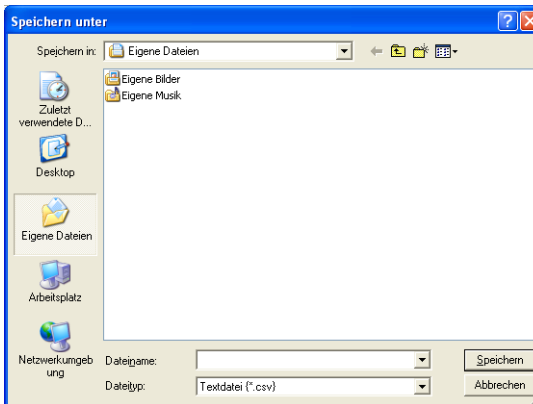 Speichern unter
Speichern in:
Eigene Dateien
Eigene Bilder
Eigene Musik
Zuletzt
verwendete D...
Desktop
Eigene Dateien
Arbeitsplatz
Netzwerkumgeb
ung
Dateiname:
Speichern
Dateityp:
Textdatei {*.csv}
Abbrechen